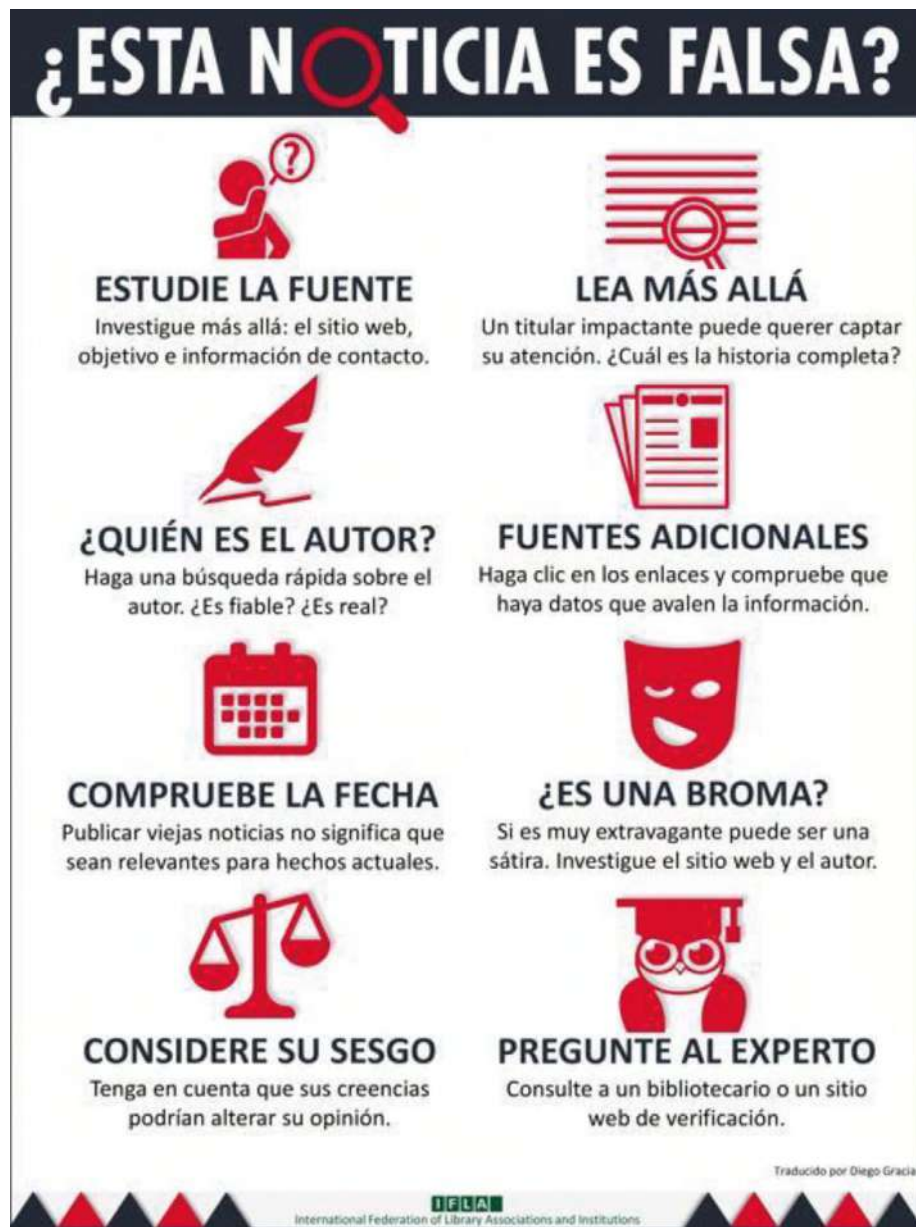 ¿ESTA NOTICIA ES FALSA?
ESTUDIE LA FUENTE
Investigue más allá: el sitio web,
objetivo e información de contacto.
LEA MÁS ALLÁ
Un titular impactante puede querer captar
su atención. ¿Cuál es la historia completa?
¿QUIÉN ES EL AUTOR?
Haga una búsqueda rápida sobre el
autor. ¿Es fiable? ¿Es real?
FUENTES ADICIONALES
Haga clic en los enlaces y compruebe que
haya datos que avalen la información.
COMPRUEBE LA FECHA
Publicar viejas noticias no significa que
sean relevantes para hechos actuales.
¿ES UNA BROMA?
Si es muy extravagante puede ser una
sátira. Investigue el sitio web y el autor.
CONSIDERE SU SESGO
Tenga en cuenta que sus creencias
podrían alterar su opinión.
PREGUNTE AL EXPERTO
Consulte a un bibliotecario o un sitio
web de verificación.
Traducido por Diego Gracia
IFLA
International Federation of Library Associations and Institutions